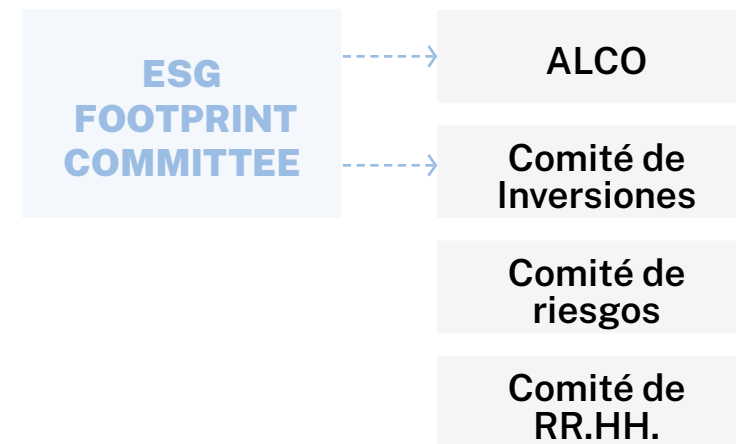 ESG
FOOTPRINT
COMMITTEE
ALCO
Comité de
Inversiones
Comité de
riesgos
Comité de
RR.HH.